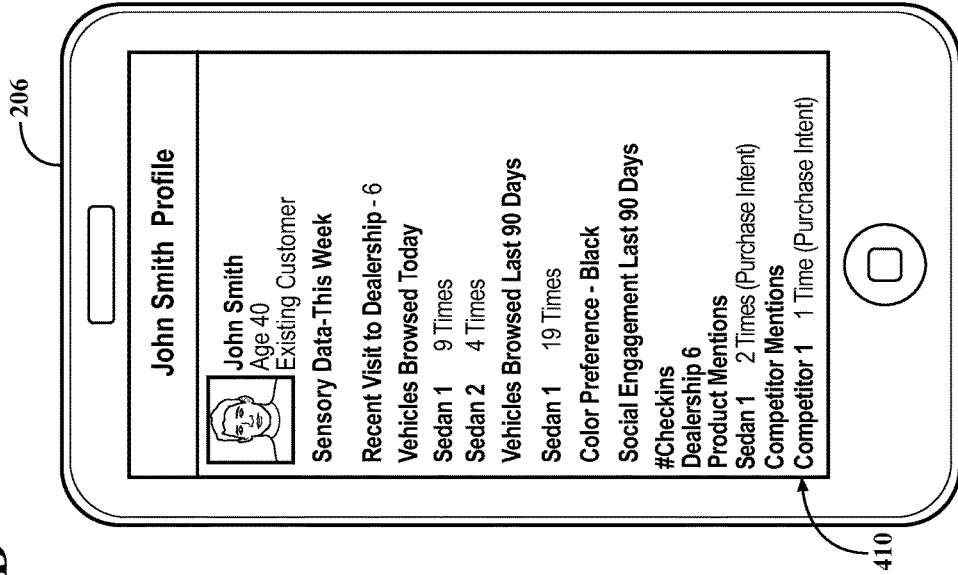 206
John Smith Profile
John Smith
Age 40
Existing Customer
Sensory Data-This Week
Recent Visit to Dealership - 6
Vehicles Browsed Today
Sedan 1 9 Times
Sedan 2 4 Times
Vehicles Browsed Last 90 Days
Sedan 1 19 Times
Color Preference - Black
Social Engagement Last 90 Days
#Checkins
Dealership 6
Product Mentions
Sedan 1 2 Times (Purchase Intent)
Competitor Mentions
Competitor 1 1 Time (Purchase Intent)
410